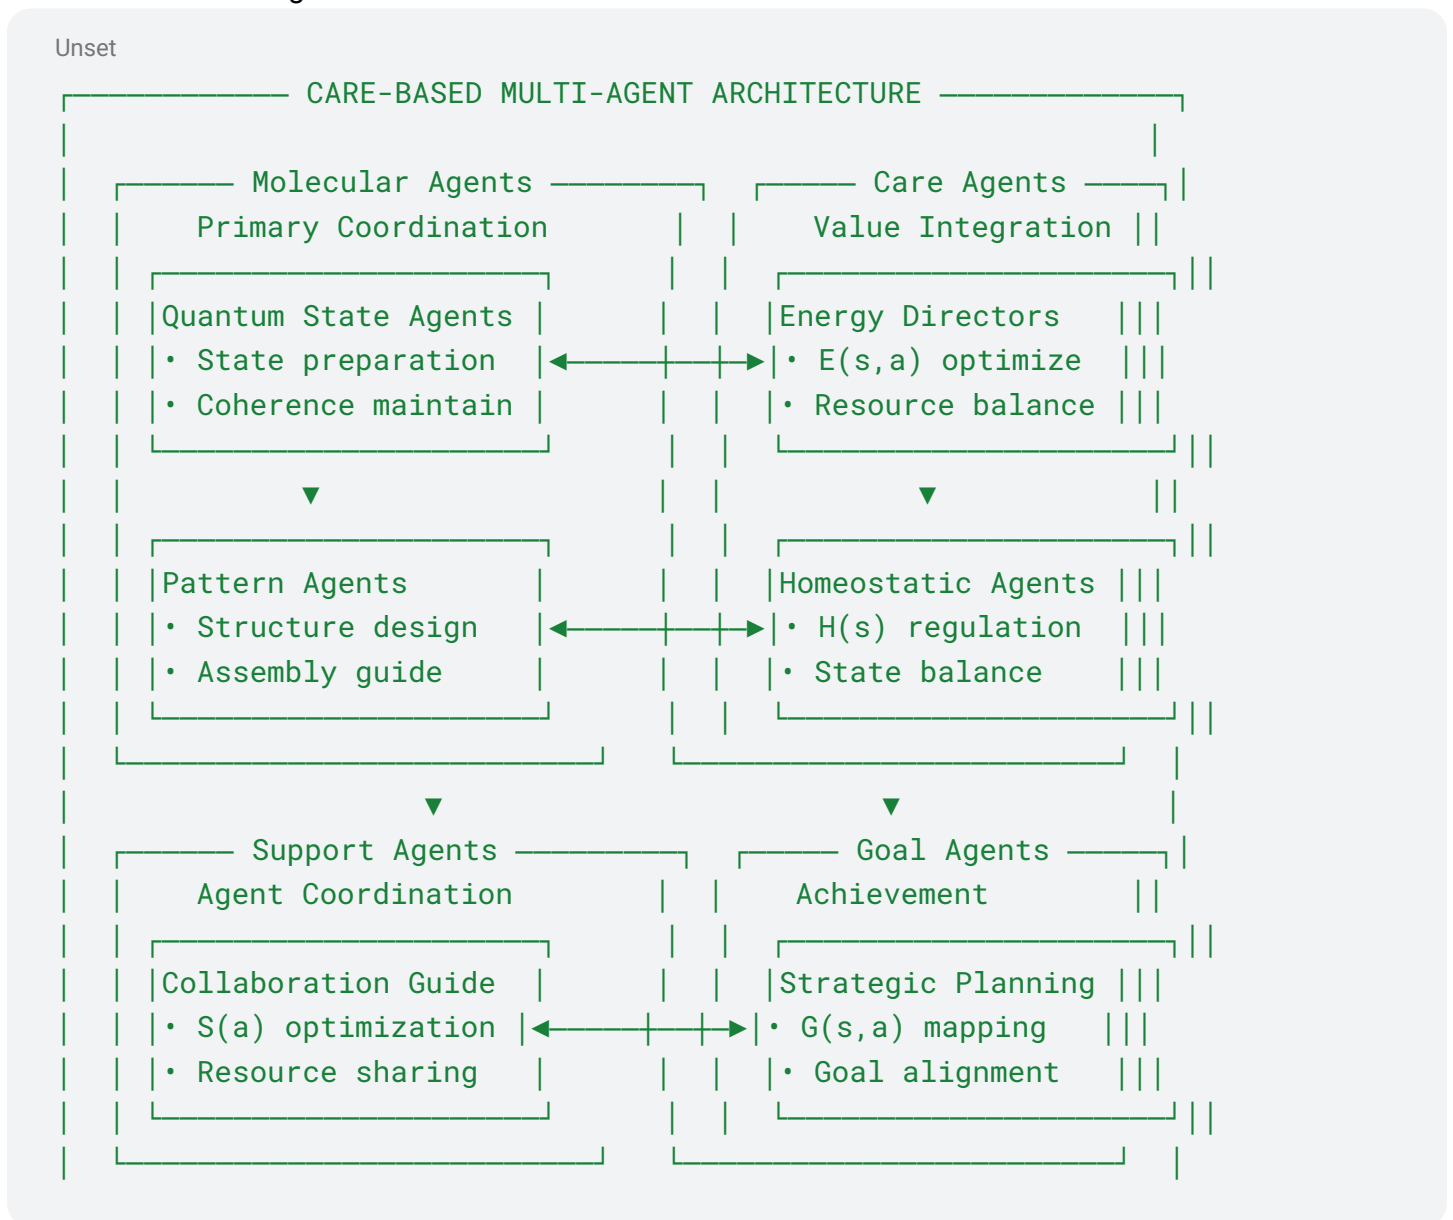 Unset
CARE-BASED MULTI-AGENT ARCHITECTURE
Molecular Agents Care Agents
Primary Coordination Value Integration
Quantum State Agents Energy Directors
• State preparation • E(s,a) optimize
• Coherence maintain • Resource balance
Pattern Agents Homeostatic Agents
• Structure design • H(s) regulation
• Assembly guide • State balance
Support Agents Goal Agents
Agent Coordination Achievement
Collaboration Guide Strategic Planning
• S(a) optimization • G(s,a) mapping
• Resource sharing • Goal alignment